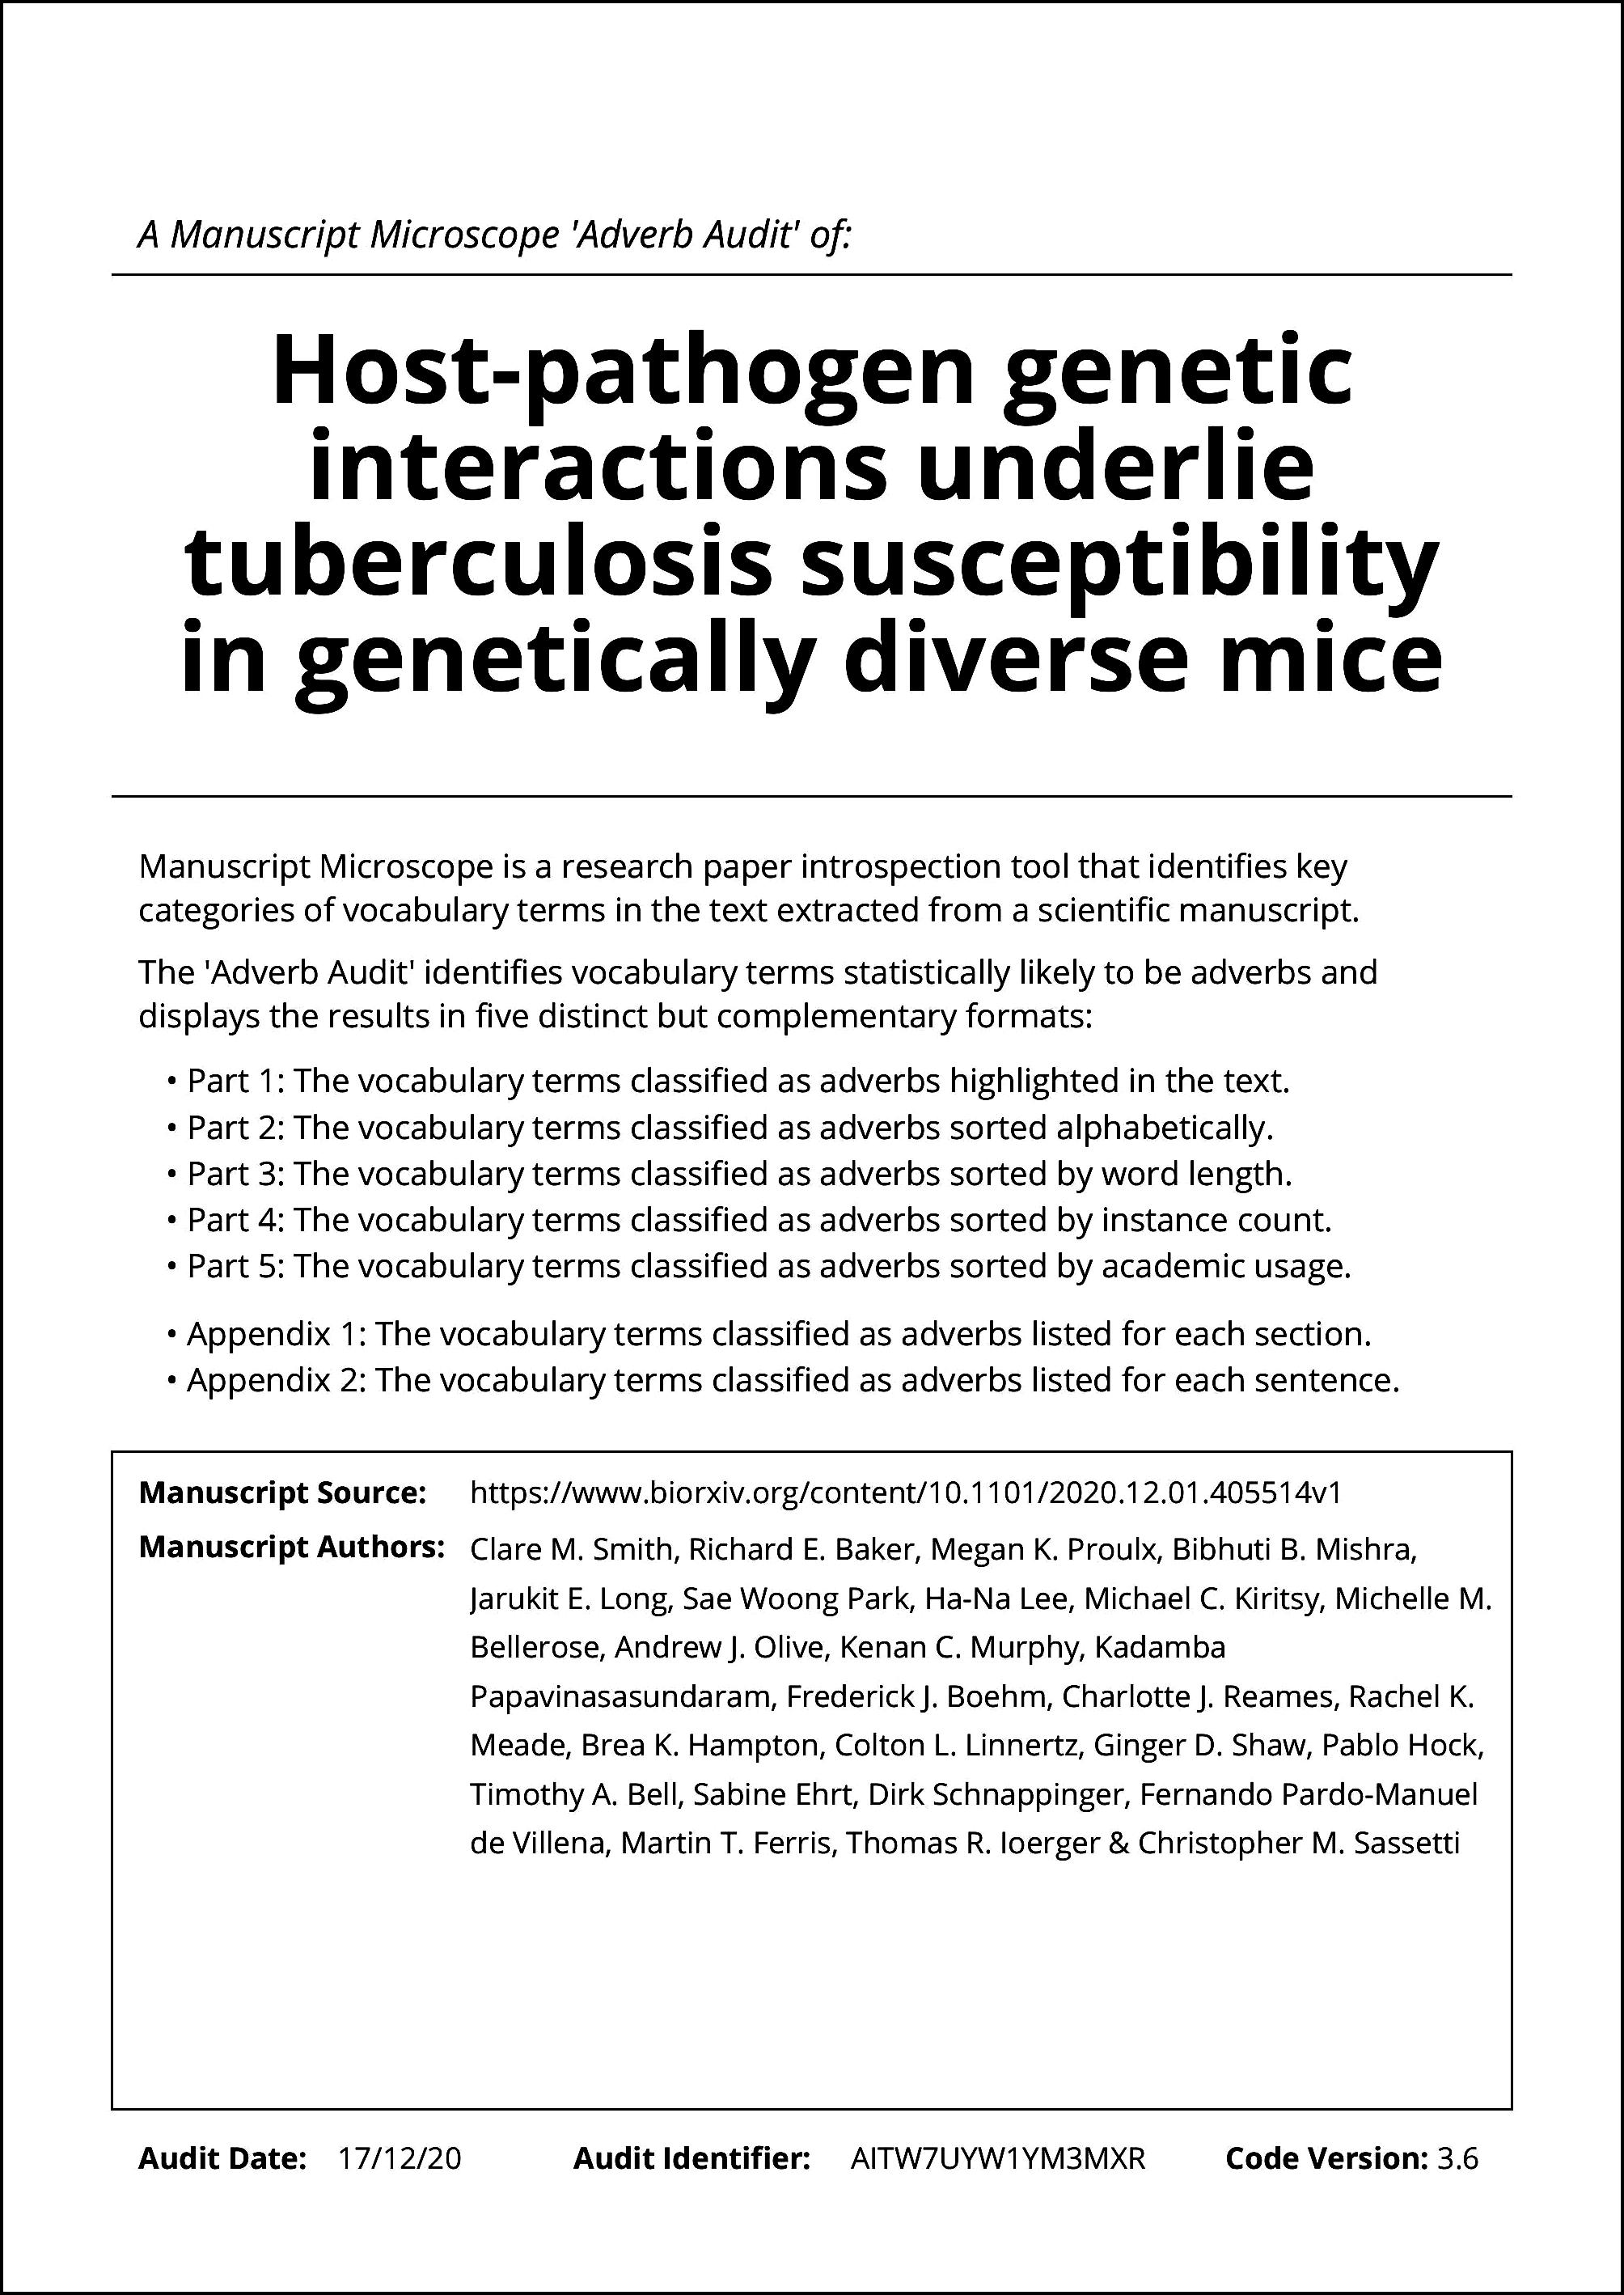 A Manuscript Microscope 'Adverb Audit' of:
Host-pathogen genetic
interactions underlie
tuberculosis susceptibility
in genetically diverse mice
Manuscript Microscope is a research paper introspection tool that identifies key
categories of vocabulary terms in the text extracted from a scientific manuscript.
The 'Adverb Audit' identifies vocabulary terms statistically likely to be adverbs and
displays the results in five distinct but complementary formats:
• Part 1: The vocabulary terms classified as adverbs highlighted in the text.
• Part 2: The vocabulary terms classified as adverbs sorted alphabetically.
• Part 3: The vocabulary terms classified as adverbs sorted by word length.
• Part 4: The vocabulary terms classified as adverbs sorted by instance count.
• Part 5: The vocabulary terms classified as adverbs sorted by academic usage.
• Appendix 1: The vocabulary terms classified as adverbs listed for each section.
• Appendix 2: The vocabulary terms classified as adverbs listed for each sentence.
Manuscript Source: https://www.biorxiv.org/content/10.1101/2020.12.01.405514v1
Manuscript Authors: Clare M. Smith, Richard E. Baker, Megan K. Proulx, Bibhuti B. Mishra,
Jarukit E. Long, Sae Woong Park, Ha-Na Lee, Michael C. Kiritsy, Michelle M.
Bellerose, Andrew J. Olive, Kenan C. Murphy, Kadamba
Papavinasasundaram, Frederick J. Boehm, Charlotte J. Reames, Rachel K.
Meade, Brea K. Hampton, Colton L. Linnertz, Ginger D. Shaw, Pablo Hock,
Timothy A. Bell, Sabine Ehrt, Dirk Schnappinger, Fernando Pardo-Manuel
de Villena, Martin T. Ferris, Thomas R. Ioerger & Christopher M. Sassetti
Audit Date: 17/12/20 Audit Identifier: AITW7UYW1YM3MXR Code Version: 3.6